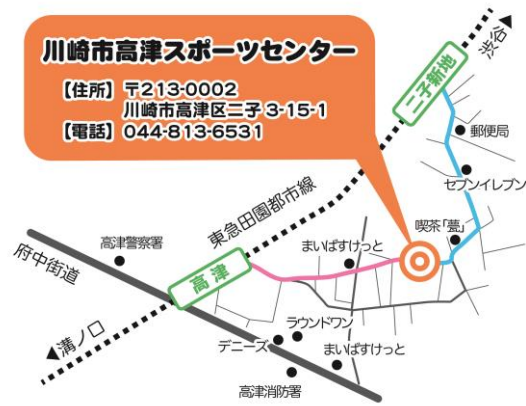 川崎市高津スポーツセンター
【住所】〒213-0002
川崎市高津区二子3-15-1
【電話】044-813-6531
渋谷▶
二子新地
郵便局
セブンイレブン
東急田園都市線
喫茶「甍」
まいばすけっと
高津警察署
府中街道
高津
◀溝ノ口
ラウンドワン
デニーズ
まいばすけっと
高津消防署